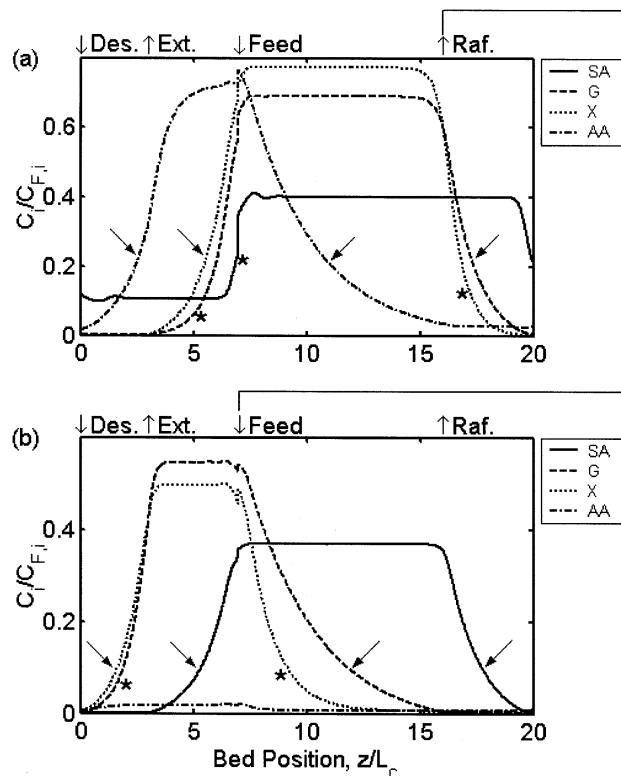 ↓Des. ↑Ext. ↓Feed ↑Raf.
(a)
SA
G
X
AA
0.8
0.6
0.4
0.2
0
C_i/C_F,i
0 5 10 15 20
↓Des. ↑Ext. ↓Feed ↑Raf.
(b)
SA
G
X
AA
0.4
0.2
0
C_i/C_F,i
0 5 10 15 20
Bed Position, z/L_c